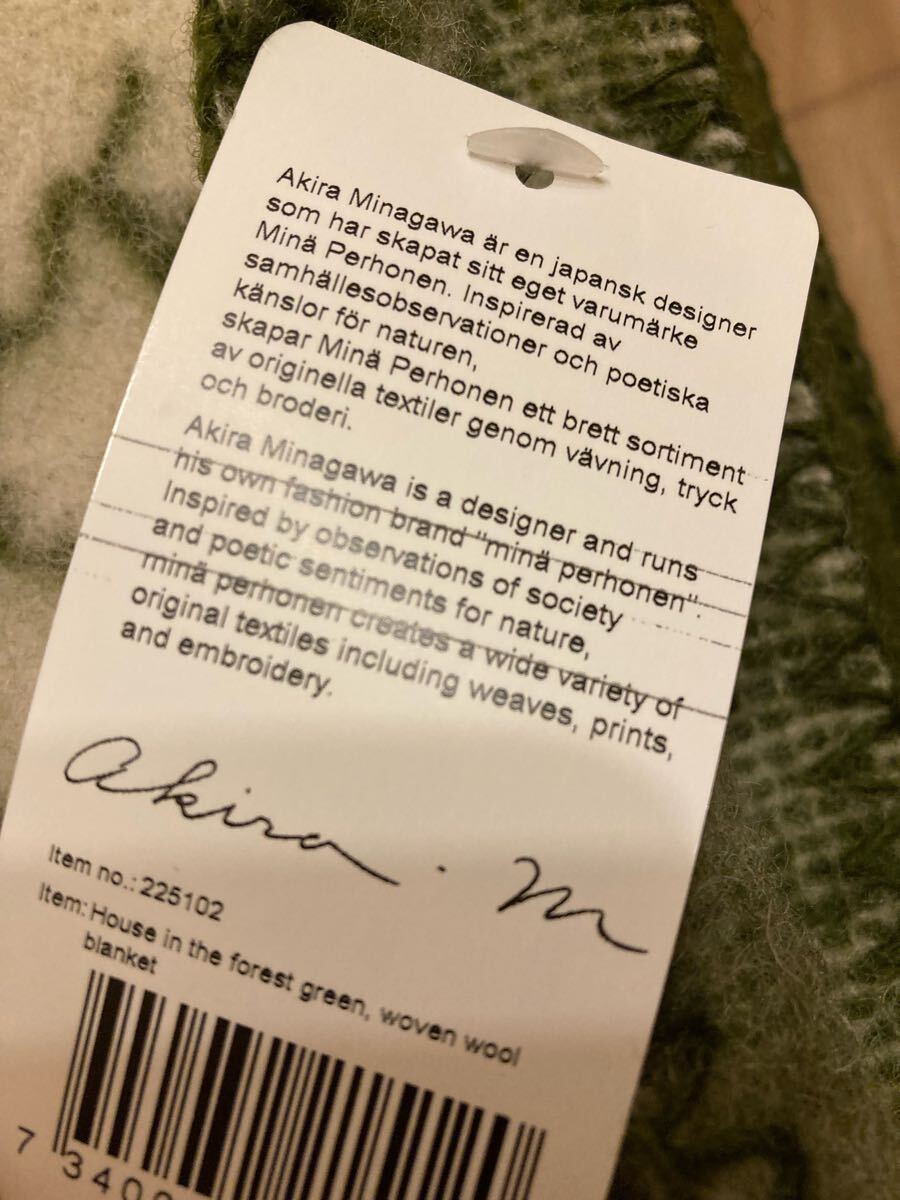 Akira Minagawa är en japansk designer
som har skapat sitt eget varumärke
Minä Perhonen. Inspirerad av
samhällesobservationer och poetiska
känslor för naturen,
skapar Minä Perhonen ett brett sortiment
av originella textiler genom vävning, tryck
och broderi.
Akira Minagawa is a designer and runs
his own fashion brand "minä perhonen".
Inspired by observations of society
and poetic sentiments for nature,
minä perhonen creates a wide variety of
original textiles including weaves, prints,
and embroidery.
Akira . m
Item no.: 225102
Item: House in the forest green, woven wool
blanket
7 3400